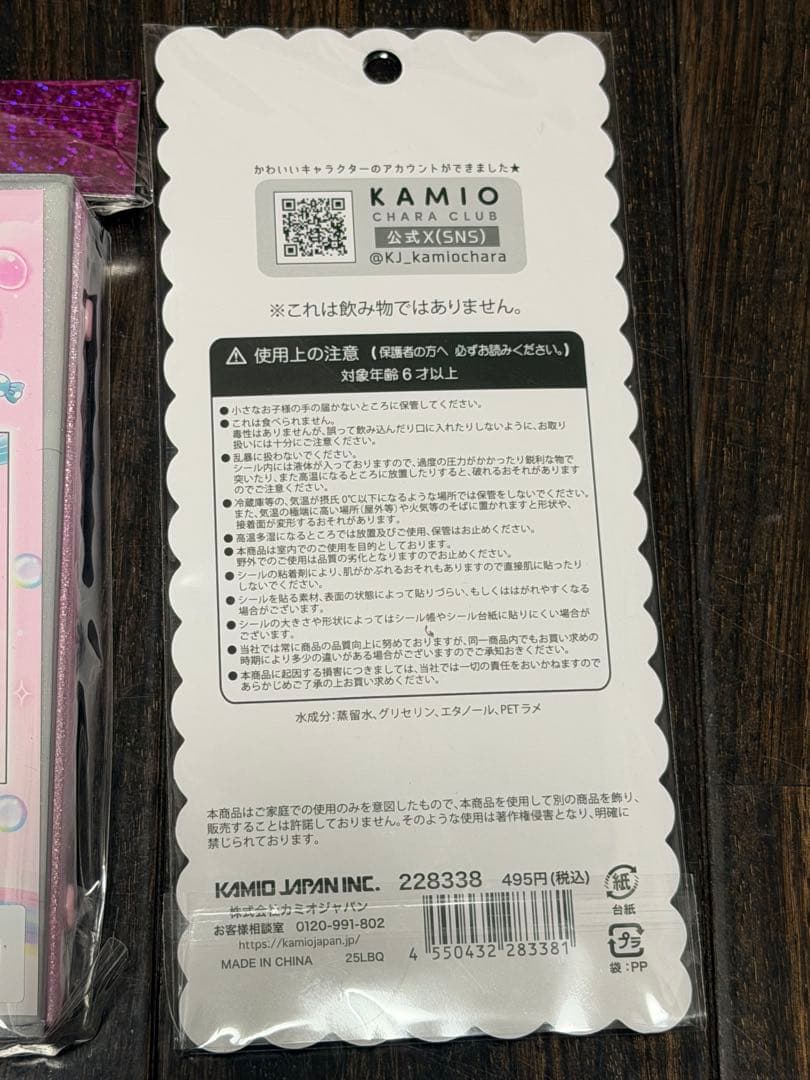 かわいいキャラクターのアカウントができました★
KAMIO
CHARA CLUB
公式X(SNS)
@KJ_kamiochara
※これは飲み物ではありません。
使用上の注意 (保護者の方へ 必ずお読みください。)
対象年齢6才以上
●小さなお子様の手の届かないところに保管してください。
●これは食べられません。
毒性はありませんが、誤って飲み込んだり口に入れたりしないように、お取り
扱いには十分にご注意ください。
●乱暴に扱わないでください。
シール内には液体が入っておりますので、過度の圧力がかかったり鋭利な物で
突いたり、また高温になるところに放置したりすると、破れるおそれがあります
のでご注意ください。
●冷蔵庫等の、気温が摂氏0℃以下になるような場所では保管をしないでください。
また、気温の極端に高い場所(屋外等)や火気等のそばに置かれますと形状や、
接着面が変形するおそれがあります。
●高温多湿になるところでは放置及びご使用、保管はお止めください。
●本商品は室内でのご使用を目的としております。
野外でのご使用は品質の劣化となりますのでお止めください。
●シールの粘着剤により、肌がかぶれるおそれもありますので直接肌に貼ったり
しないでください。
●シールを貼る素材、表面の状態によって貼りづらい、もしくははがれやすくなる
場合がございます。
●シールの大きさや形状によってはシール帳やシール台紙に貼りにくい場合が
ございます。
●当社では常に商品の品質向上に努めておりますが、同一商品内でもお買い求めの
時期により多少の違いがある場合がございますのでご承知おきください。
●本商品に起因する損害につきましては、当社では一切の責任をおいかねますので
あらかじめご了承の上お買い求めください。
水成分:蒸留水、グリセリン、エタノール、PETラメ
本商品はご家庭での使用のみを意図したもので、本商品を使用して別の商品を飾り、
販売することは許諾しておりません。そのような使用は著作権侵害となり、明確に
禁じられております。
KAMIO JAPAN INC. 228338 495円(税込)
株式会社カミオジャパン
お客様相談室 0120-991-802
https://kamiojapan.jp/
MADE IN CHINA 25LBQ
4 550432 283381
紙
台紙
プラ
袋:PP